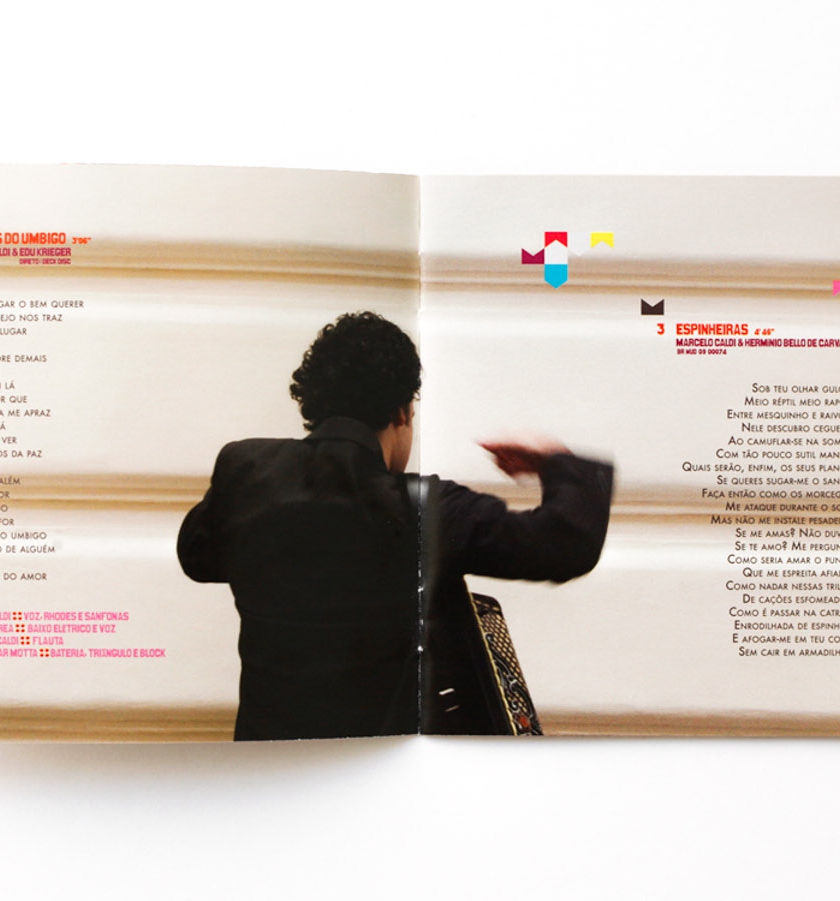 S DO UMBIGO 3'06"
LDI & EDU KRIEGER
DIRETO: DECK DISC
GAR O BEM QUERER
EJO NOS TRAZ
LUGAR
RE DEMAIS
LÁ
R QUE
A ME APRAZ
Á
VER
OS DA PAZ
ALÉM
OR
O
FOR
O UMBIGO
O DE ALGUÉM
DO AMOR
LDI :: VOZ, RHODES E SANFONAS
REA :: BAIXO ELETRICO E VOZ
CALDI :: FLAUTA
AR MOTTA :: BATERIA, TRIÂNGULO E BLOCK
3 ESPINHEIRAS 4'46"
MARCELO CALDI & HERMINIO BELLO DE CARVA
BR MUD 09 00074
SOB TEU OLHAR GUL
MEIO RÉPTIL MEIO RAP
ENTRE MESQUINHO E RAIV
NELE DESCUBRO CEGUE
AO CAMUFLAR-SE NA SOM
COM TÃO POUCO SUTIL MAN
QUAIS SERÃO, ENFIM, OS SEUS PLAN
SE QUERES SUGAR-ME O SAN
FAÇA ENTÃO COMO OS MORCEG
ME ATAQUE DURANTE O SO
MAS NÃO ME INSTALE PESADE
SE ME AMAS? NÃO DUV
SE TE AMO? ME PERGUN
COMO SERIA AMAR O PUN
QUE ME ESPREITA AFIA
COMO NADAR NESSAS TRIL
DE CAÇÕES ESFOMEAD
COMO É PASSAR NA CATR
ENRODILHADA DE ESPINH
E AFOGAR-ME EM TEU CO
SEM CAIR EM ARMADILH